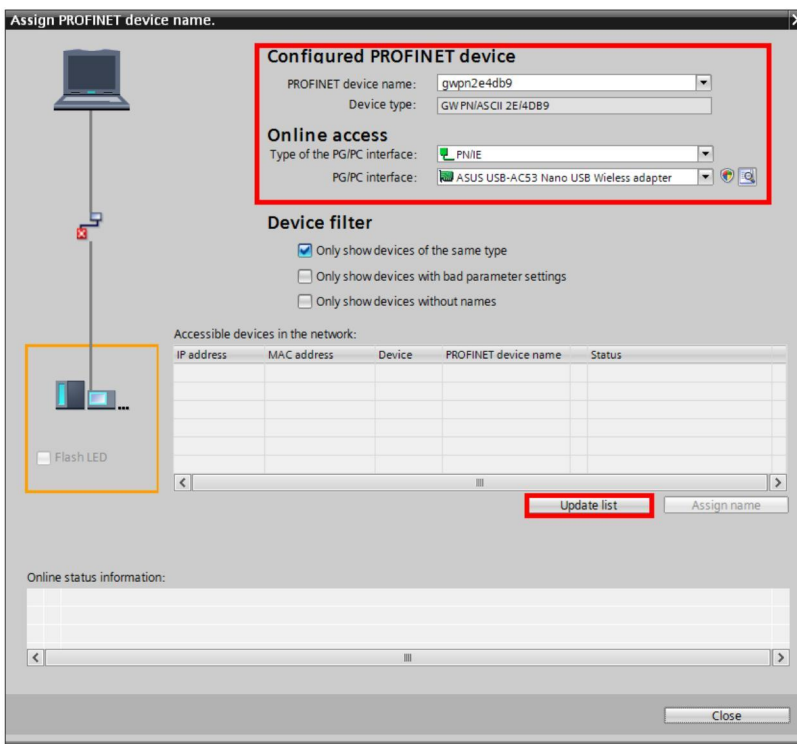 Assign PROFINET device name.
Configured PROFINET device
PROFINET device name: gwpn2e4db9
Device type: GW PN/ASCII 2E/4DB9
Online access
Type of the PG/PC interface: PN/IE
PG/PC interface: ASUS USB-AC53 Nano USB Wieless adapter
Device filter
Only show devices of the same type
Only show devices with bad parameter settings
Only show devices without names
Accessible devices in the network:
IP address MAC address Device PROFINET device name Status
...
Flash LED
Update list Assign name
Online status information:
Close